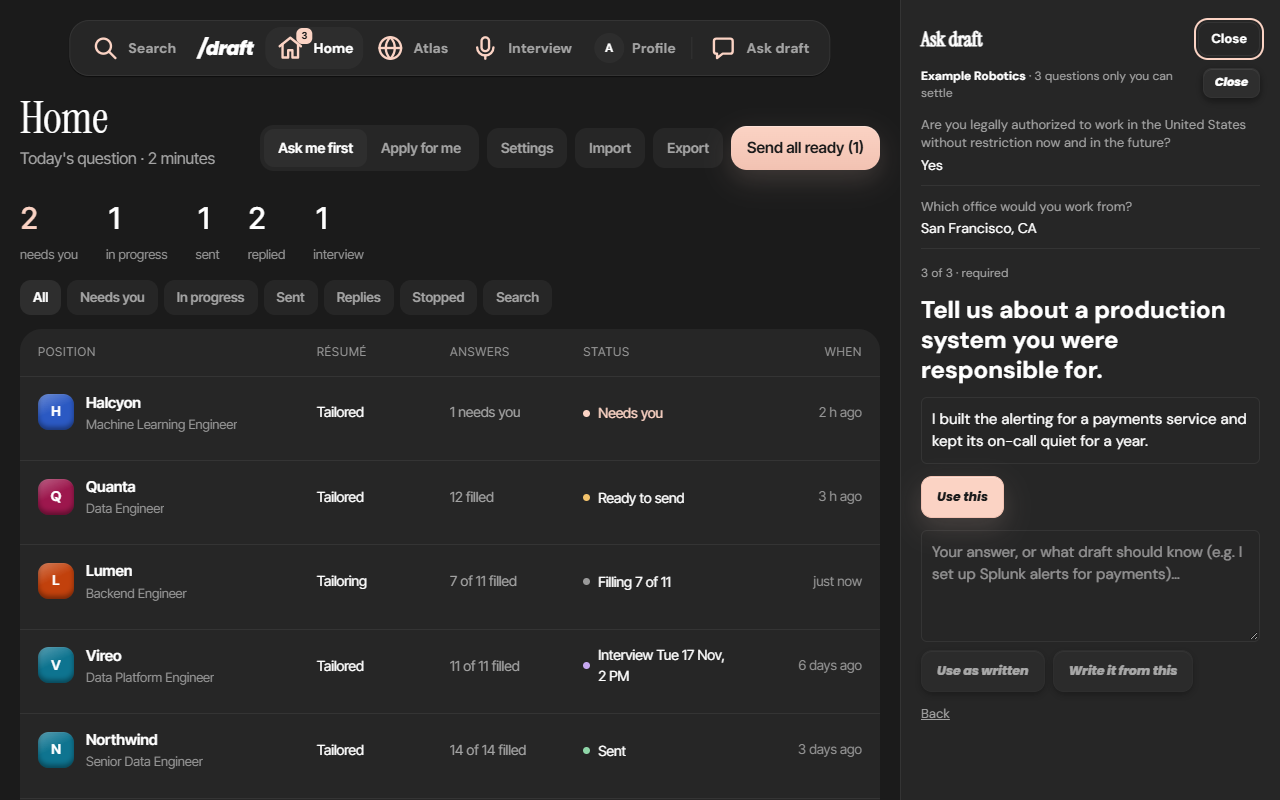 Search
/draft
3
Home
Atlas
Interview
A
Profile
Ask draft
Home
Today's question · 2 minutes
Ask me first
Apply for me
Settings
Import
Export
Send all ready (1)
2
needs you
1
in progress
1
sent
2
replied
1
interview
All
Needs you
In progress
Sent
Replies
Stopped
Search
POSITION
RÉSUMÉ
ANSWERS
STATUS
WHEN
H
Halcyon
Machine Learning Engineer
Tailored
1 needs you
Needs you
2 h ago
Q
Quanta
Data Engineer
Tailored
12 filled
Ready to send
3 h ago
L
Lumen
Backend Engineer
Tailoring
7 of 11 filled
Filling 7 of 11
just now
V
Vireo
Data Platform Engineer
Tailored
11 of 11 filled
Interview Tue 17 Nov,
2 PM
6 days ago
N
Northwind
Senior Data Engineer
Tailored
14 of 14 filled
Sent
3 days ago
Ask draft
Close
Example Robotics · 3 questions only you can
settle
Close
Are you legally authorized to work in the United States
without restriction now and in the future?
Yes
Which office would you work from?
San Francisco, CA
3 of 3 · required
Tell us about a production
system you were
responsible for.
I built the alerting for a payments service and
kept its on-call quiet for a year.
Use this
Your answer, or what draft should know (e.g. I
set up Splunk alerts for payments)…
Use as written
Write it from this
Back